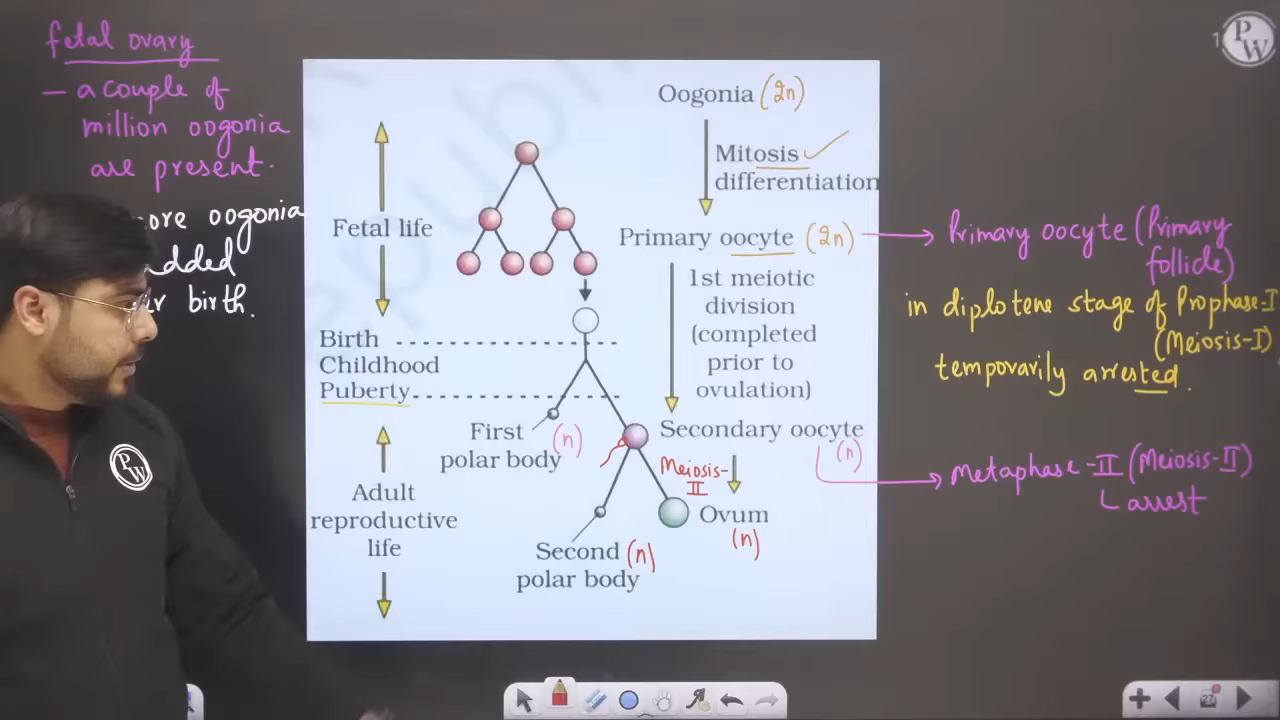 fetal ovary
– a couple of
million oogonia
are present.
oogonia
birth.
PW
Oogonia (2n)
Mitosis ✓
differentiation
Fetal life
Primary oocyte (2n)
1st meiotic
division
(completed
prior to
ovulation)
Birth
Childhood
Puberty
First
polar body (n)
Secondary oocyte
(n)
Meiosis-
II
Adult
reproductive
life
Ovum
(n)
Second (n)
polar body
Primary oocyte (Primary
follicle)
in diplotene stage of Prophase-I
(Meiosis-I)
temporarily arrested.
Metaphase-II (Meiosis-II)
arrest
PW